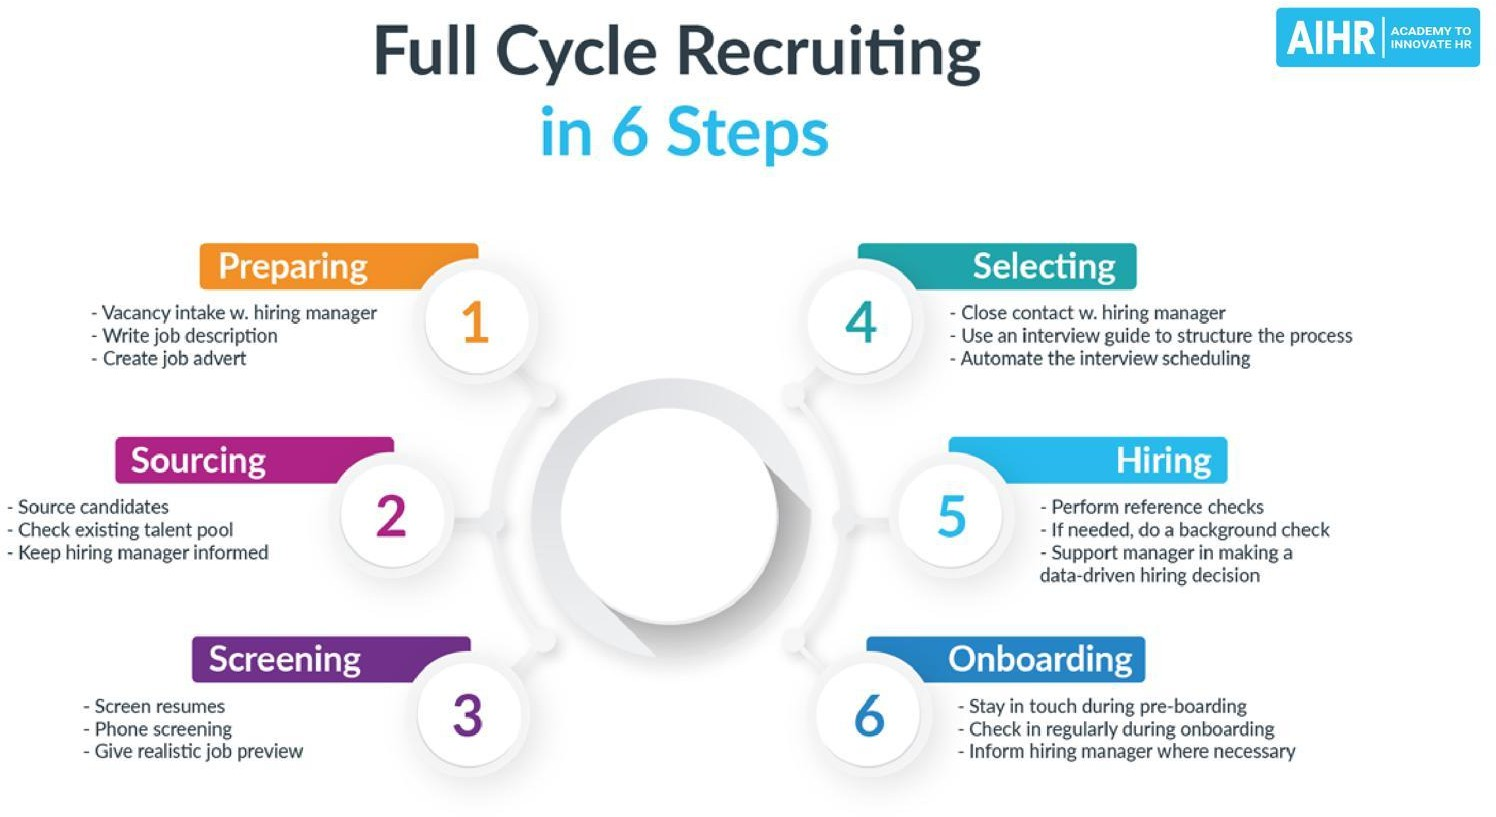 Full Cycle Recruiting
in 6 Steps
AIHR
ACADEMY TO
INNOVATE HR
Preparing
1
- Vacancy intake w. hiring manager
- Write job description
- Create job advert
Sourcing
2
- Source candidates
- Check existing talent pool
- Keep hiring manager informed
Screening
3
- Screen resumes
- Phone screening
- Give realistic job preview
Selecting
4
- Close contact w. hiring manager
- Use an interview guide to structure the process
- Automate the interview scheduling
Hiring
5
- Perform reference checks
- If needed, do a background check
- Support manager in making a
data-driven hiring decision
Onboarding
6
- Stay in touch during pre-boarding
- Check in regularly during onboarding
- Inform hiring manager where necessary